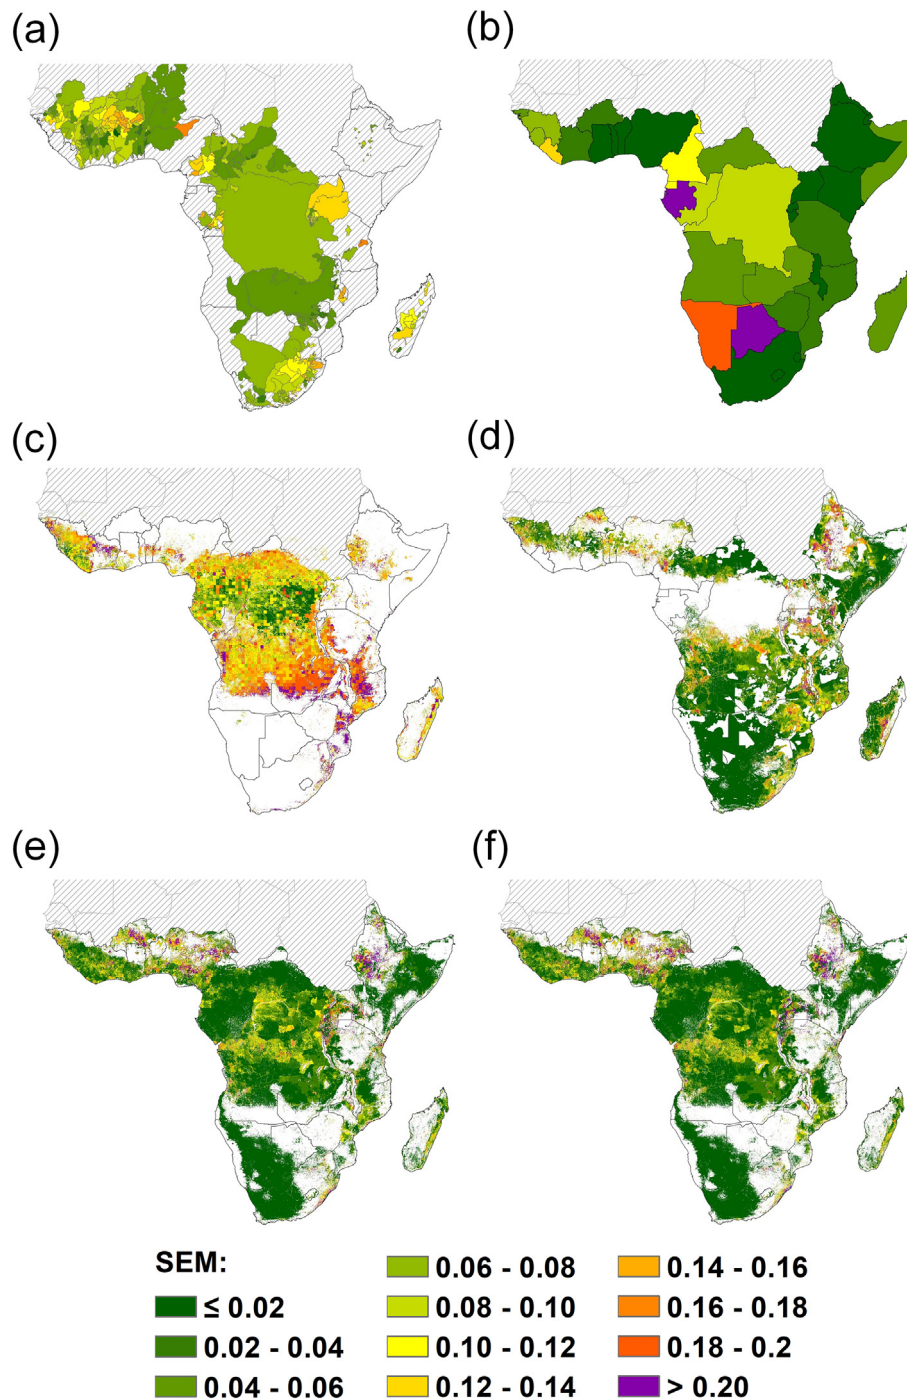 (a)
(b)
(c)
(d)
(e)
(f)
SEM:
≤ 0.02
0.02 - 0.04
0.04 - 0.06
0.06 - 0.08
0.08 - 0.10
0.10 - 0.12
0.12 - 0.14
0.14 - 0.16
0.16 - 0.18
0.18 - 0.2
> 0.20